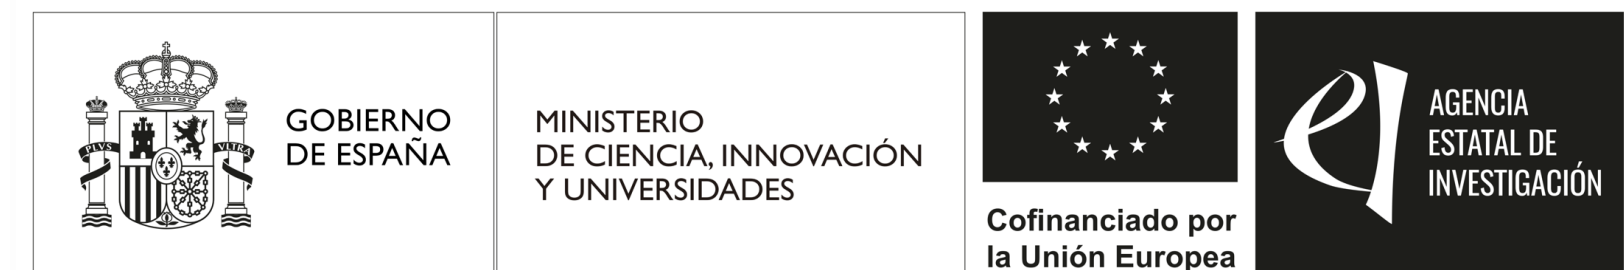 PLVS
VLTRA
GOBIERNO
DE ESPAÑA
MINISTERIO
DE CIENCIA, INNOVACIÓN
Y UNIVERSIDADES
Cofinanciado por
la Unión Europea
AGENCIA
ESTATAL DE
INVESTIGACIÓN